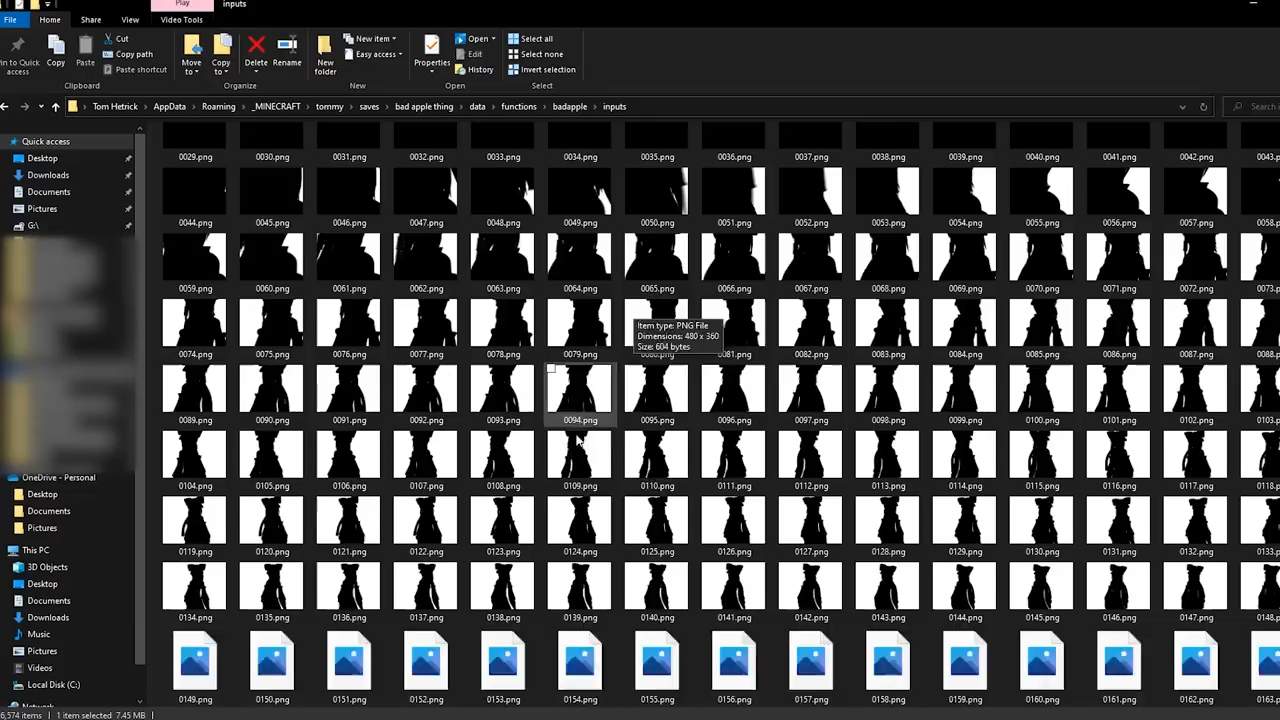 Play
inputs
File
Home
Share
View
Video Tools
Cut
Copy path
Paste shortcut
Pin to Quick
access
Copy
Paste
Move
to
Copy
to
Delete
Rename
New
folder
New item
Easy access
Properties
Open
Edit
History
Select all
Select none
Invert selection
Clipboard
Organize
New
Open
Select
Tom Hetrick > AppData > Roaming > _MINECRAFT > tommy > saves > bad apple thing > data > functions > badapple > inputs
Search
Quick access
Desktop
Downloads
Documents
Pictures
G:\
OneDrive - Personal
Desktop
Documents
Pictures
This PC
3D Objects
Desktop
Documents
Downloads
Music
Pictures
Videos
Local Disk (C:)
Network
0029.png 0030.png 0031.png 0032.png 0033.png 0034.png 0035.png 0036.png 0037.png 0038.png 0039.png 0040.png 0041.png 0042.png 0043.p
0044.png 0045.png 0046.png 0047.png 0048.png 0049.png 0050.png 0051.png 0052.png 0053.png 0054.png 0055.png 0056.png 0057.png 0058.p
0059.png 0060.png 0061.png 0062.png 0063.png 0064.png 0065.png 0066.png 0067.png 0068.png 0069.png 0070.png 0071.png 0072.png 0073.p
Item type: PNG File
Dimensions: 480 x 360
Size: 604 bytes
0074.png 0075.png 0076.png 0077.png 0078.png 0079.png 0080.png 0081.png 0082.png 0083.png 0084.png 0085.png 0086.png 0087.png 0088.p
0089.png 0090.png 0091.png 0092.png 0093.png 0094.png 0095.png 0096.png 0097.png 0098.png 0099.png 0100.png 0101.png 0102.png 0103.p
0104.png 0105.png 0106.png 0107.png 0108.png 0109.png 0110.png 0111.png 0112.png 0113.png 0114.png 0115.png 0116.png 0117.png 0118.p
0119.png 0120.png 0121.png 0122.png 0123.png 0124.png 0125.png 0126.png 0127.png 0128.png 0129.png 0130.png 0131.png 0132.png 0133.p
0134.png 0135.png 0136.png 0137.png 0138.png 0139.png 0140.png 0141.png 0142.png 0143.png 0144.png 0145.png 0146.png 0147.png 0148.p
0149.png 0150.png 0151.png 0152.png 0153.png 0154.png 0155.png 0156.png 0157.png 0158.png 0159.png 0160.png 0161.png 0162.png 0163.p
6,574 items
1 item selected 7.45 MB